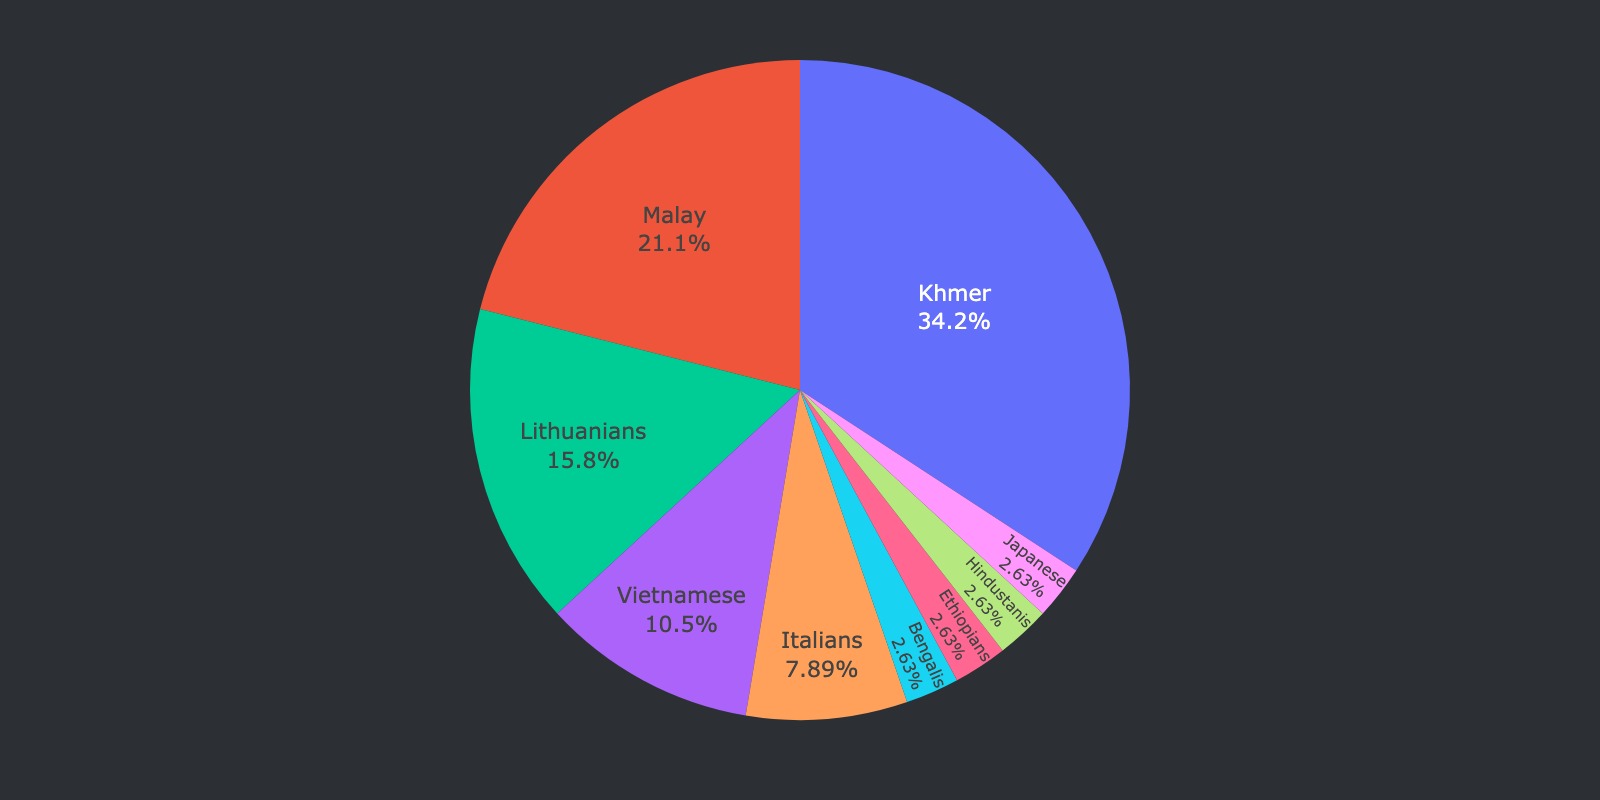 Malay
21.1%
Khmer
34.2%
Lithuanians
15.8%
Vietnamese
10.5%
Italians
7.89%
Bengalis
2.63%
Ethiopians
2.63%
Hindustanis
2.63%
Japanese
2.63%